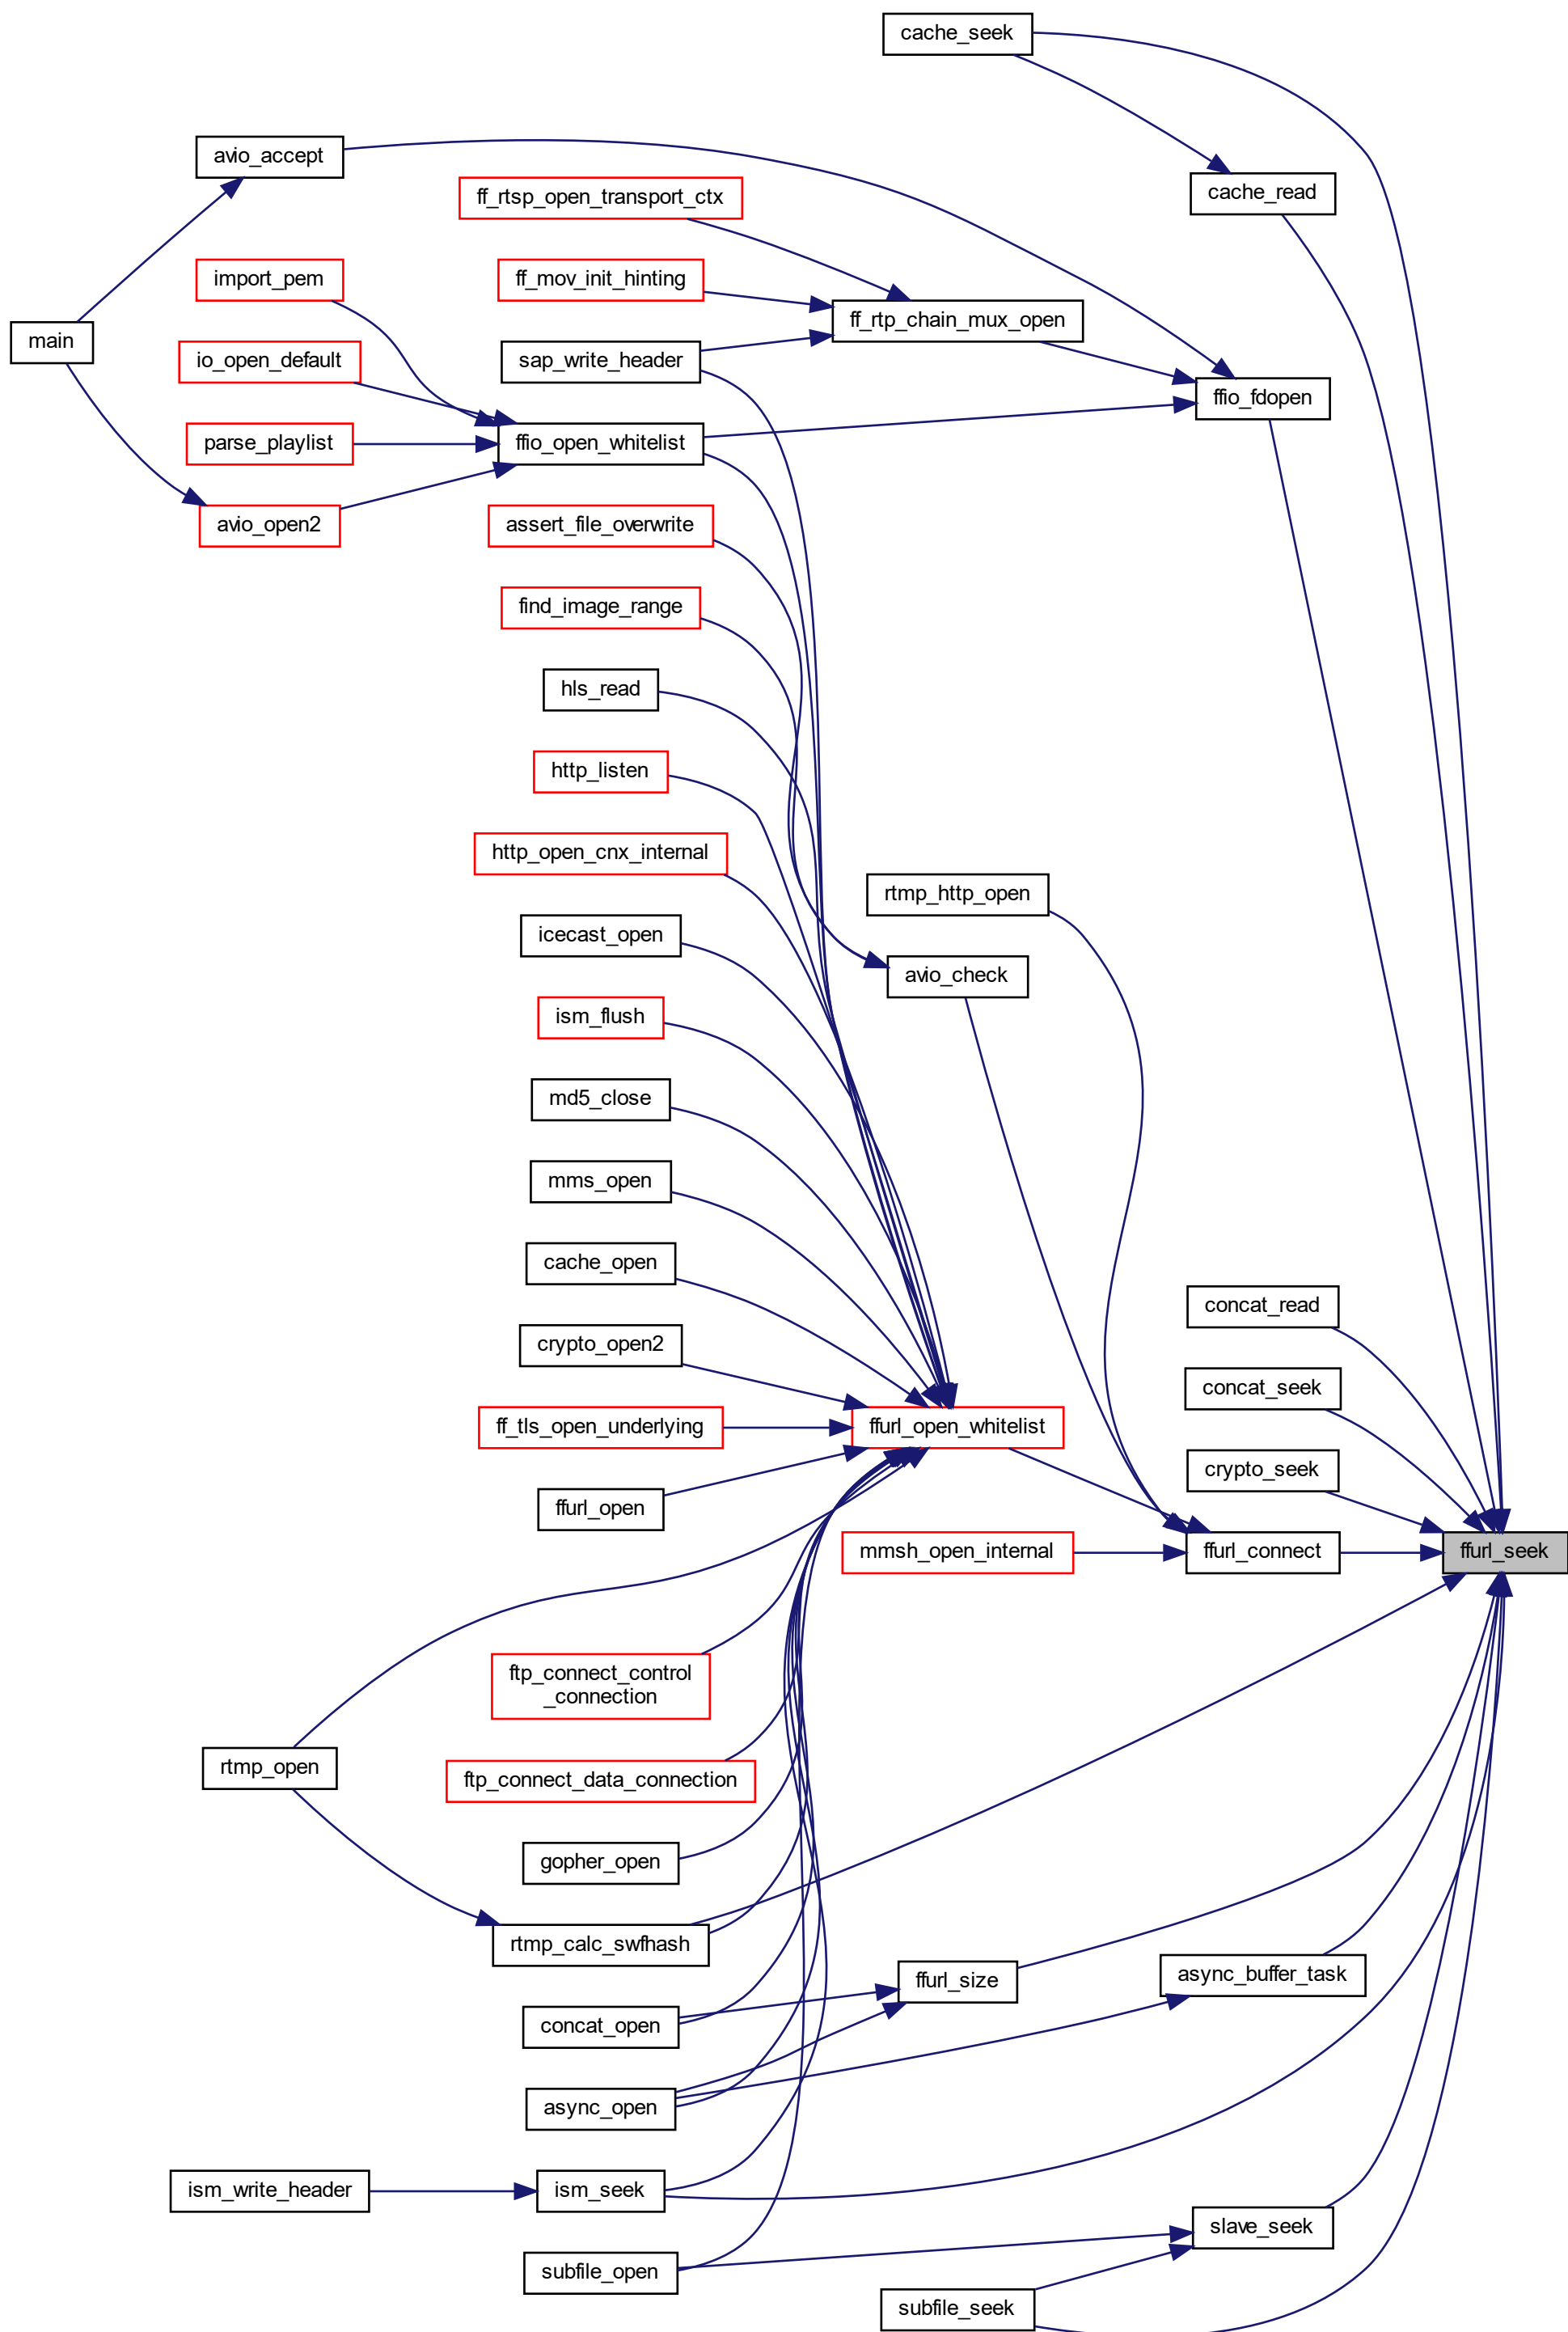 cache_seek
avio_accept
cache_read
ff_rtsp_open_transport_ctx
import_pem
ff_mov_init_hinting
ff_rtp_chain_mux_open
main
io_open_default
sap_write_header
ffio_fdopen
parse_playlist
ffio_open_whitelist
avio_open2
assert_file_overwrite
find_image_range
hls_read
http_listen
http_open_cnx_internal
rtmp_http_open
icecast_open
avio_check
ism_flush
md5_close
mms_open
cache_open
concat_read
crypto_open2
concat_seek
ff_tls_open_underlying
ffurl_open_whitelist
crypto_seek
ffurl_open
mmsh_open_internal
ffurl_connect
ffurl_seek
ftp_connect_control
_connection
rtmp_open
ftp_connect_data_connection
gopher_open
rtmp_calc_swfhash
ffurl_size
async_buffer_task
concat_open
async_open
ism_write_header
ism_seek
slave_seek
subfile_open
subfile_seek